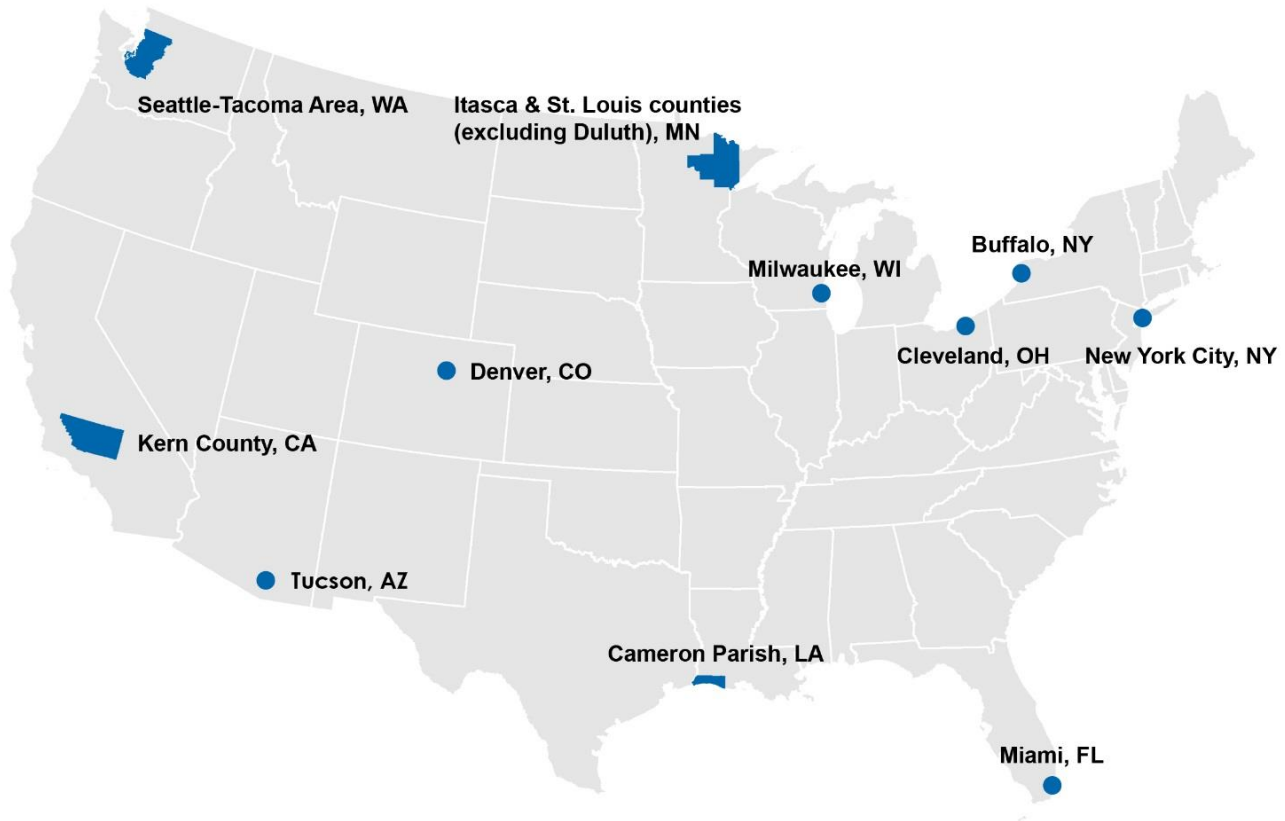 Seattle-Tacoma Area, WA
Itasca & St. Louis counties
(excluding Duluth), MN
Buffalo, NY
Milwaukee, WI
Cleveland, OH
New York City, NY
Denver, CO
Kern County, CA
Tucson, AZ
Cameron Parish, LA
Miami, FL